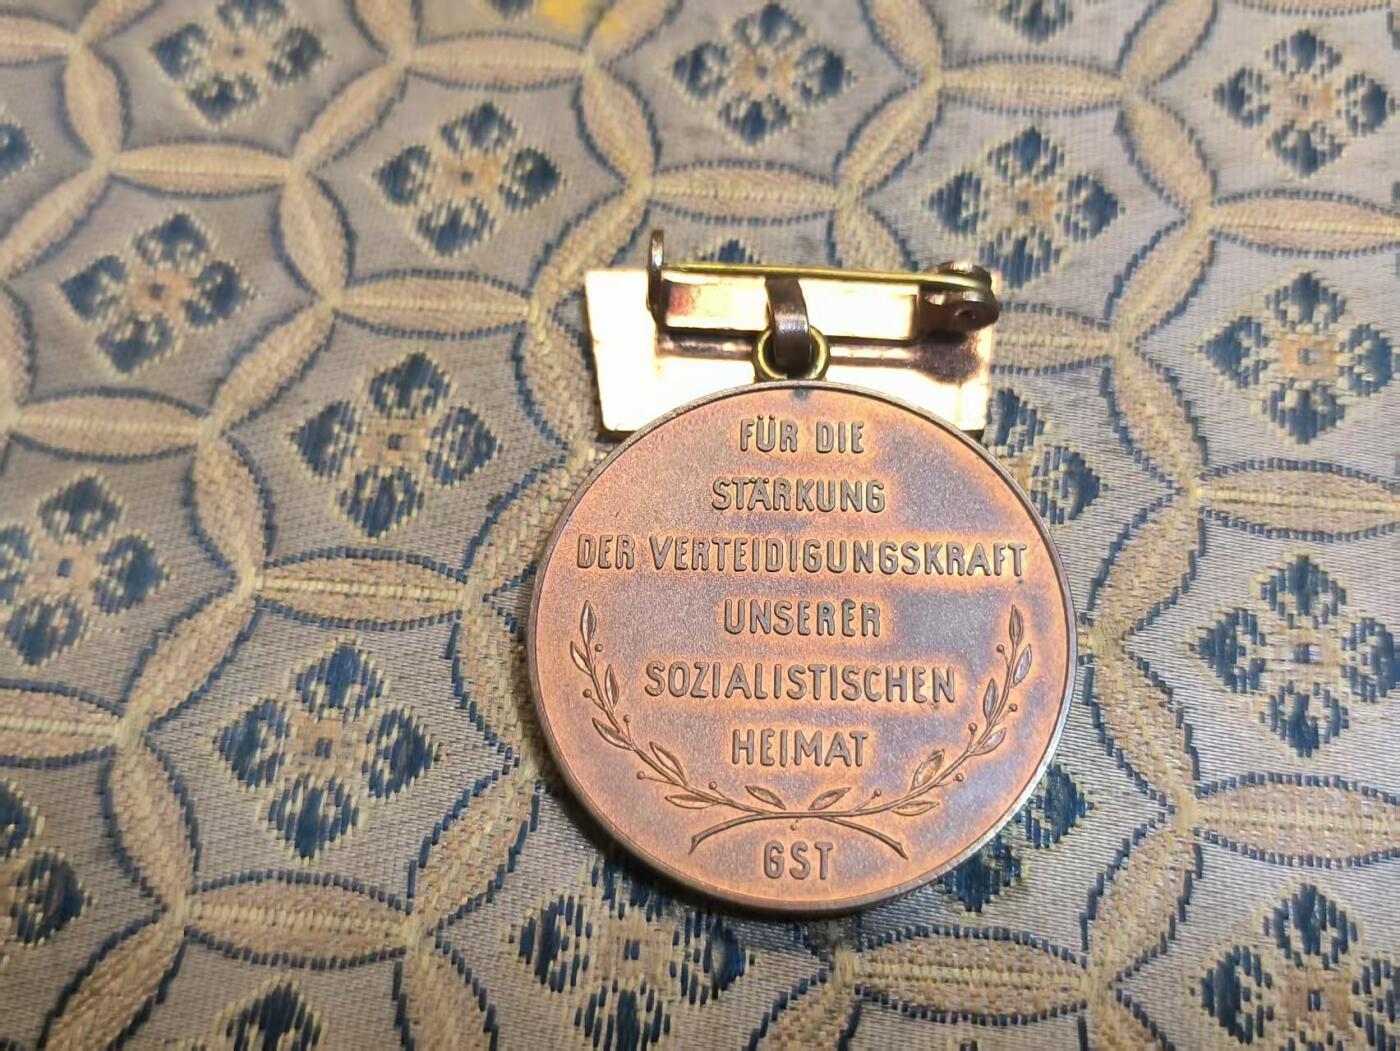 FÜR DIE
STÄRKUNG
DER VERTEIDIGUNGSKRAFT
UNSERER
SOZIALISTISCHEN
HEIMAT
GST